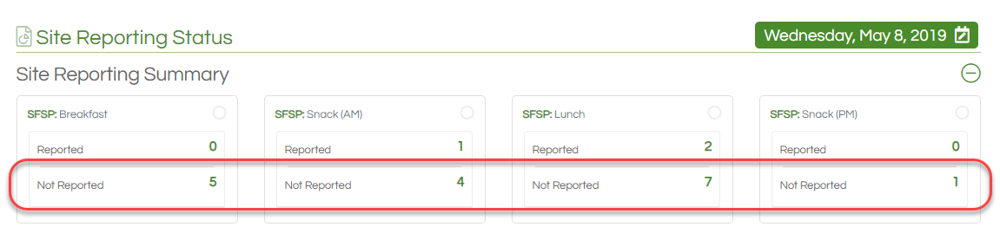 Site Reporting Status
Wednesday, May 8, 2019
Site Reporting Summary
SFSP: Breakfast
Reported 0
Not Reported 5
SFSP: Snack (AM)
Reported 1
Not Reported 4
SFSP: Lunch
Reported 2
Not Reported 7
SFSP: Snack (PM)
Reported 0
Not Reported 1